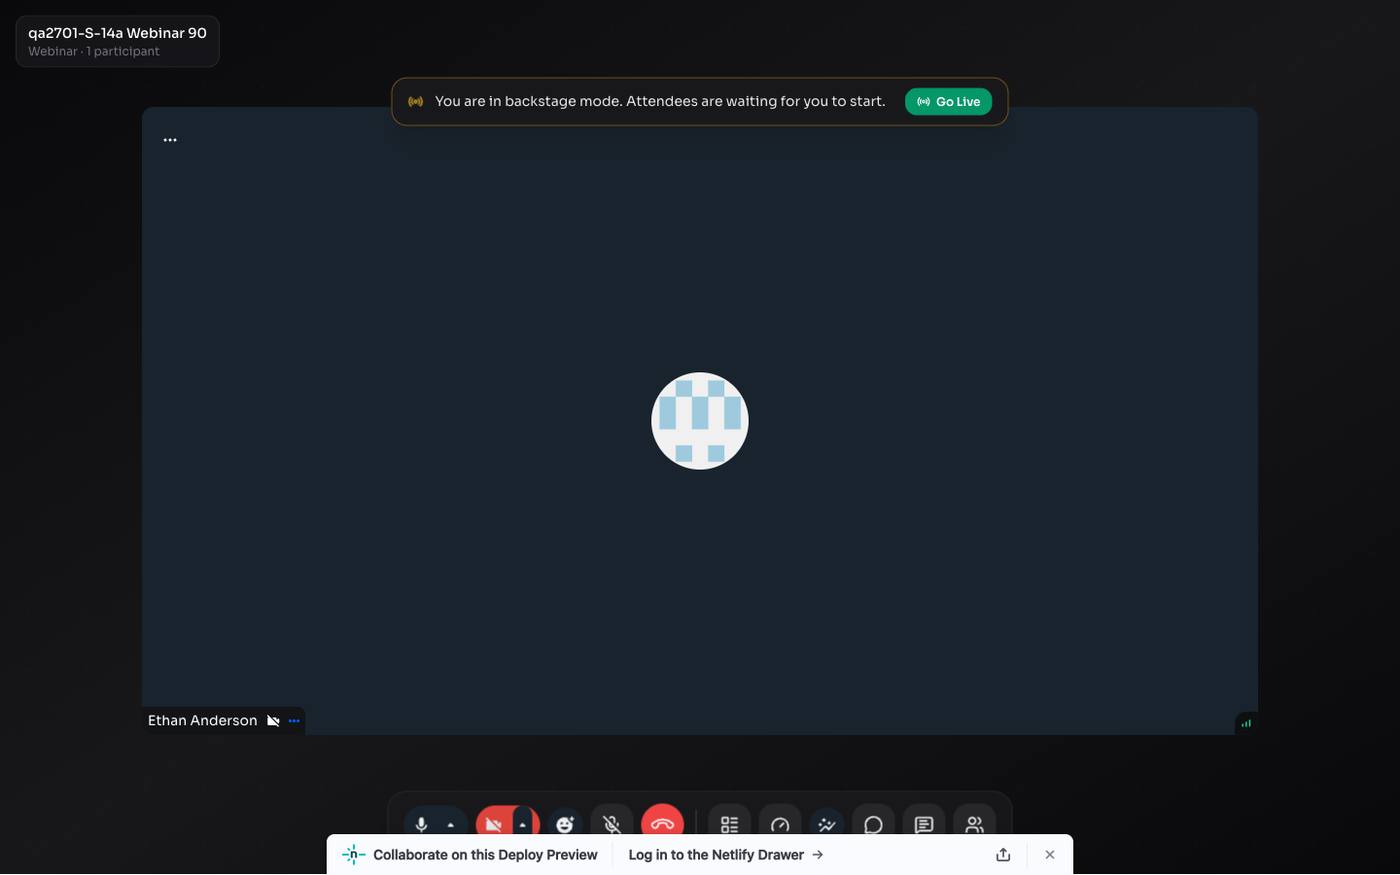 qa2701-S-14a Webinar 90
Webinar · 1 participant
You are in backstage mode. Attendees are waiting for you to start.
Go Live
Ethan Anderson
Collaborate on this Deploy Preview
Log in to the Netlify Drawer →